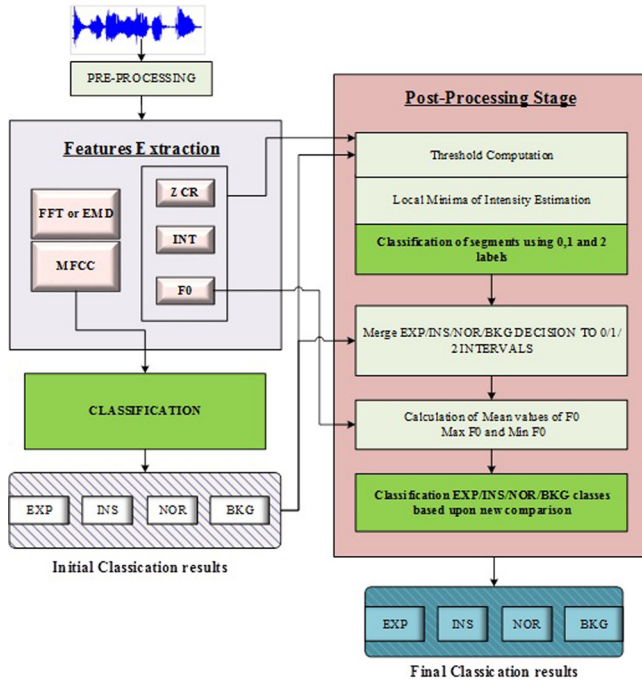 PRE-PROCESSING
Features Extraction
FFT or EMD
MFCC
ZCR
INT
F0
CLASSIFICATION
EXP INS NOR BKG
Initial Classication results
Post-Processing Stage
Threshold Computation
Local Minima of Intensity Estimation
Classification of segments using 0,1 and 2
labels
Merge EXP/INS/NOR/BKG DECISION TO 0/1/
2 INTERVALS
Calculation of Mean values of F0
Max F0 and Min F0
Classification EXP/INS/NOR/BKG classes
based upon new comparison
EXP INS NOR BKG
Final Classication results